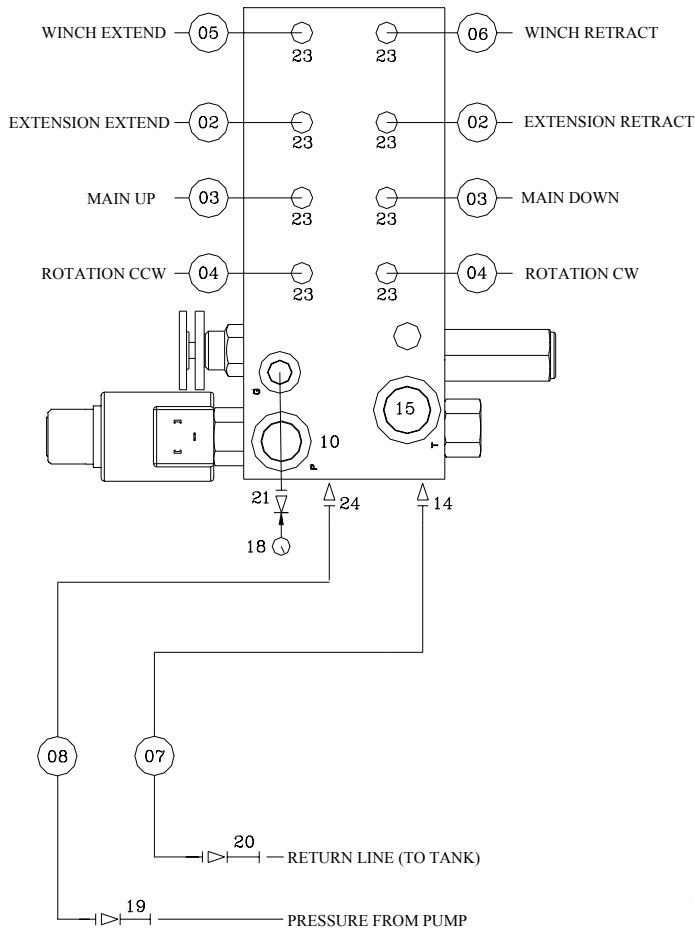 WINCH EXTEND 05 06 WINCH RETRACT
23 23
EXTENSION EXTEND 02 02 EXTENSION RETRACT
23 23
MAIN UP 03 03 MAIN DOWN
23 23
ROTATION CCW 04 04 ROTATION CW
23 23
G
15
10
T
P
21 24 14
18
08 07
20
RETURN LINE (TO TANK)
19
PRESSURE FROM PUMP